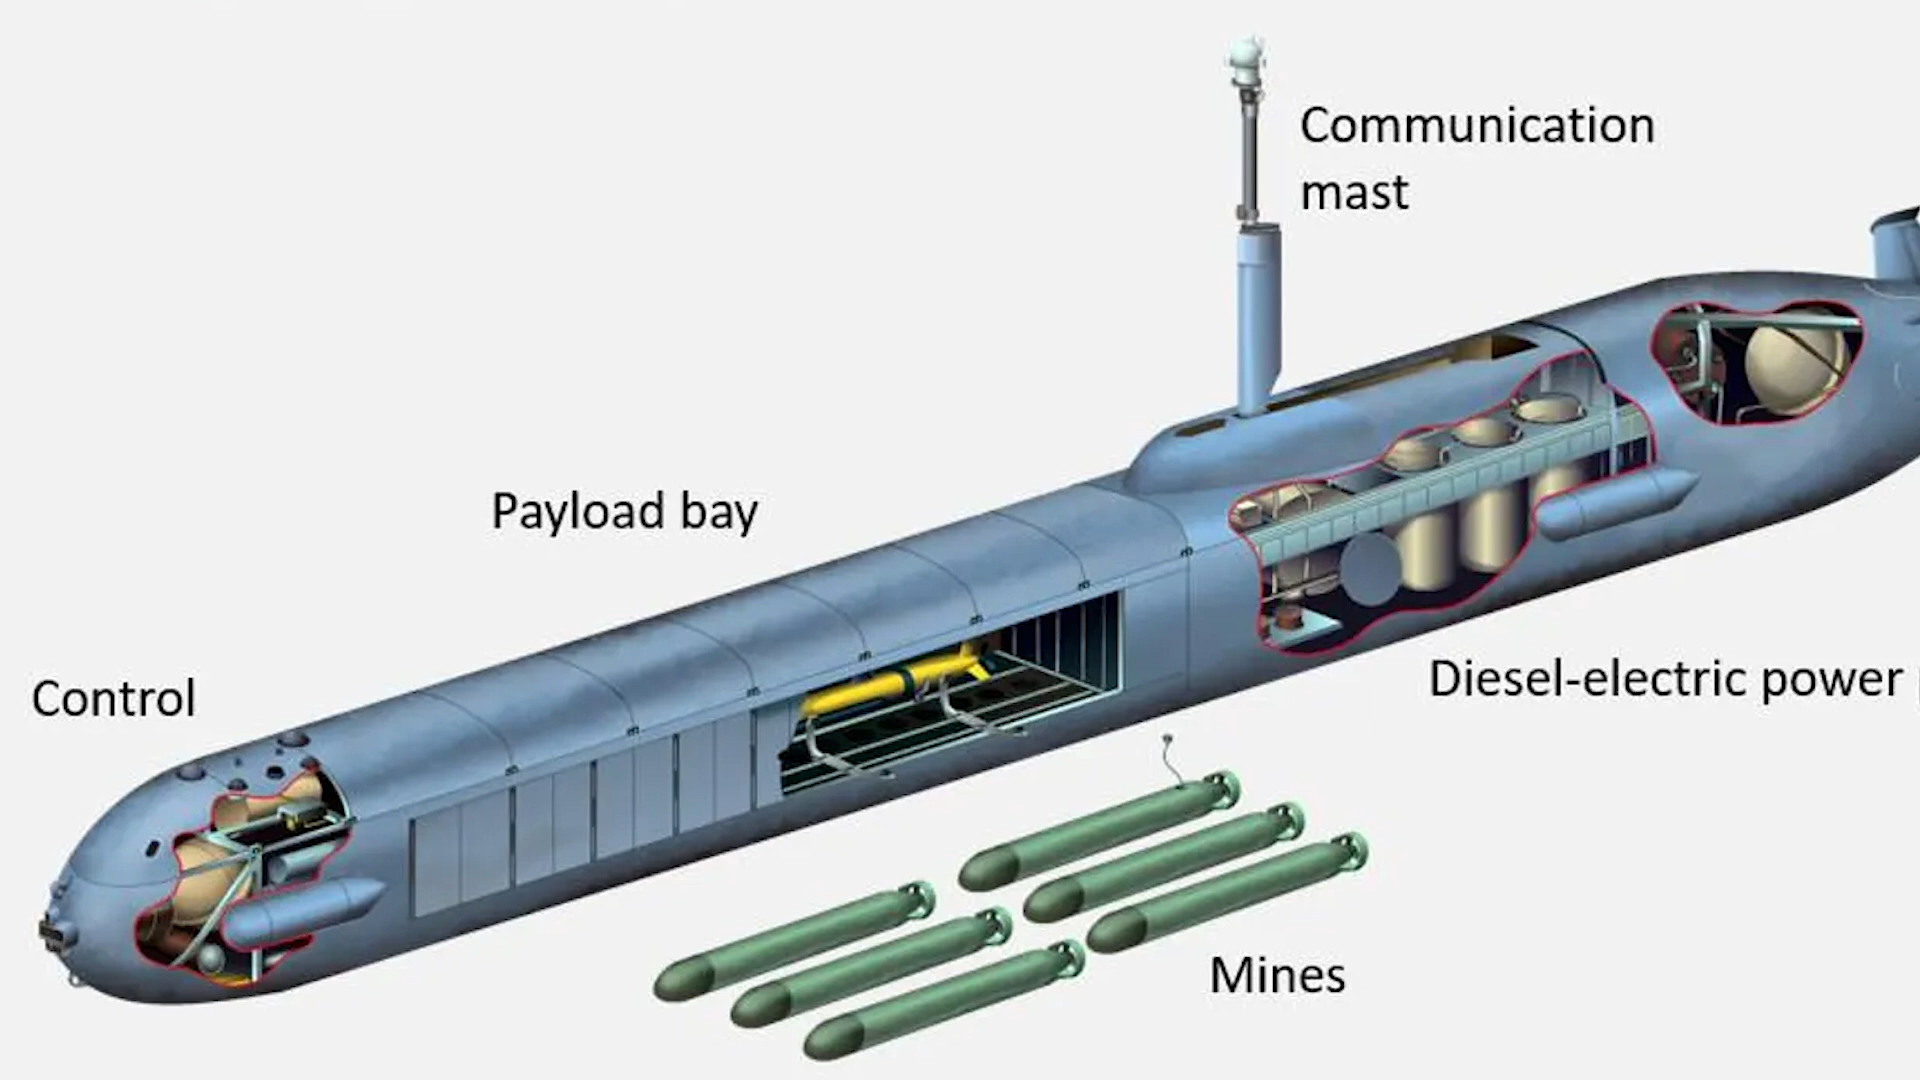 Communication
mast
Payload bay
Control
Diesel-electric power
Mines